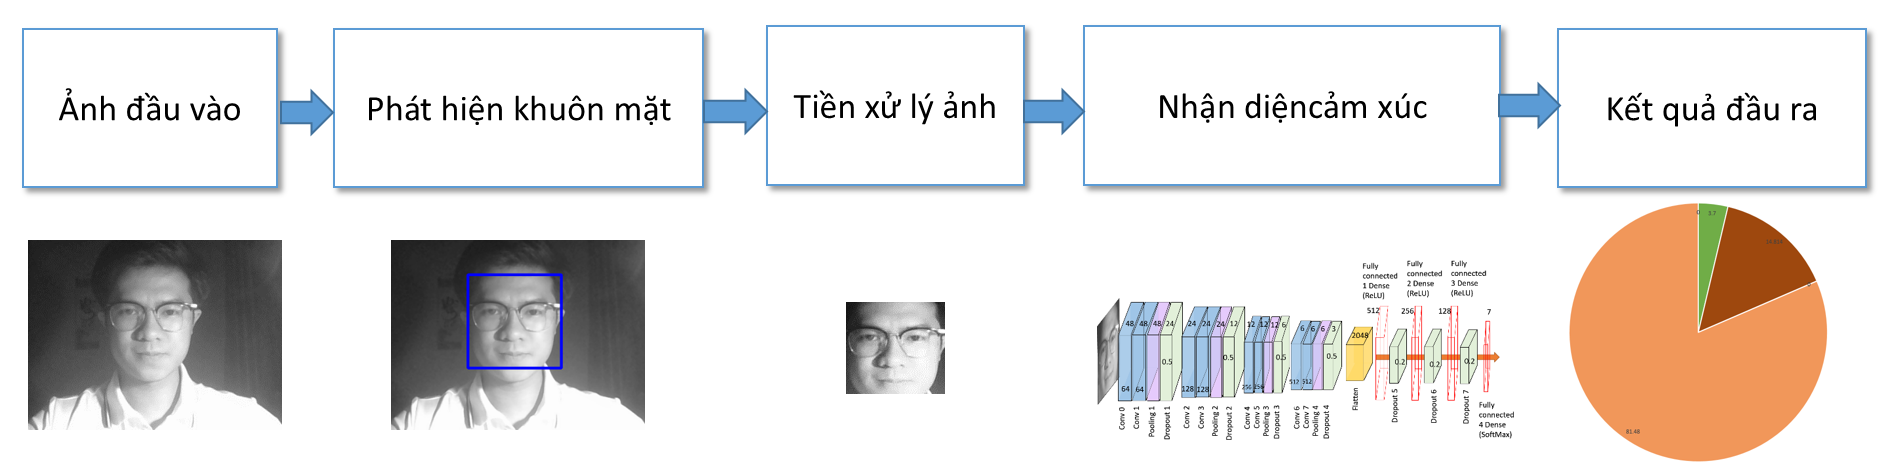 Ảnh đầu vào
Phát hiện khuôn mặt
Tiền xử lý ảnh
Nhận diệncảm xúc
Kết quả đầu ra
Fully
connected
1 Dense
(ReLU)
Fully
connected
2 Dense
(ReLU)
Fully
connected
3 Dense
(ReLU)
512
256
128
7
48 48 48 24
24 24 24 12
12 12 12 6
6 6 6 3
2048
0.5
0.5
0.5
0.5
0.2
0.2
0.2
64 64
128 128
256 256
512 512
Conv 0
Conv 1
Pooling 1
Dropout 1
Conv 2
Conv 3
Pooling 2
Dropout 2
Conv 4
Conv 5
Pooling 3
Dropout 3
Conv 6
Conv 7
Pooling 4
Dropout 4
Flatten
Dropout 5
Dropout 6
Dropout 7
Fully
connected
4 Dense
(SoftMax)
0
3.7
81.48